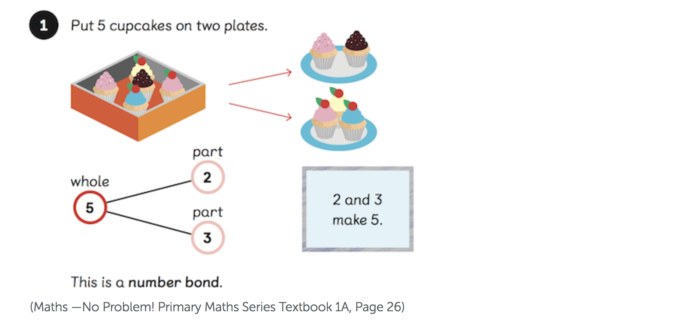 1 Put 5 cupcakes on two plates.
part
whole
2
5
part
3
2 and 3
make 5.
This is a number bond.
(Maths —No Problem! Primary Maths Series Textbook 1A, Page 26)